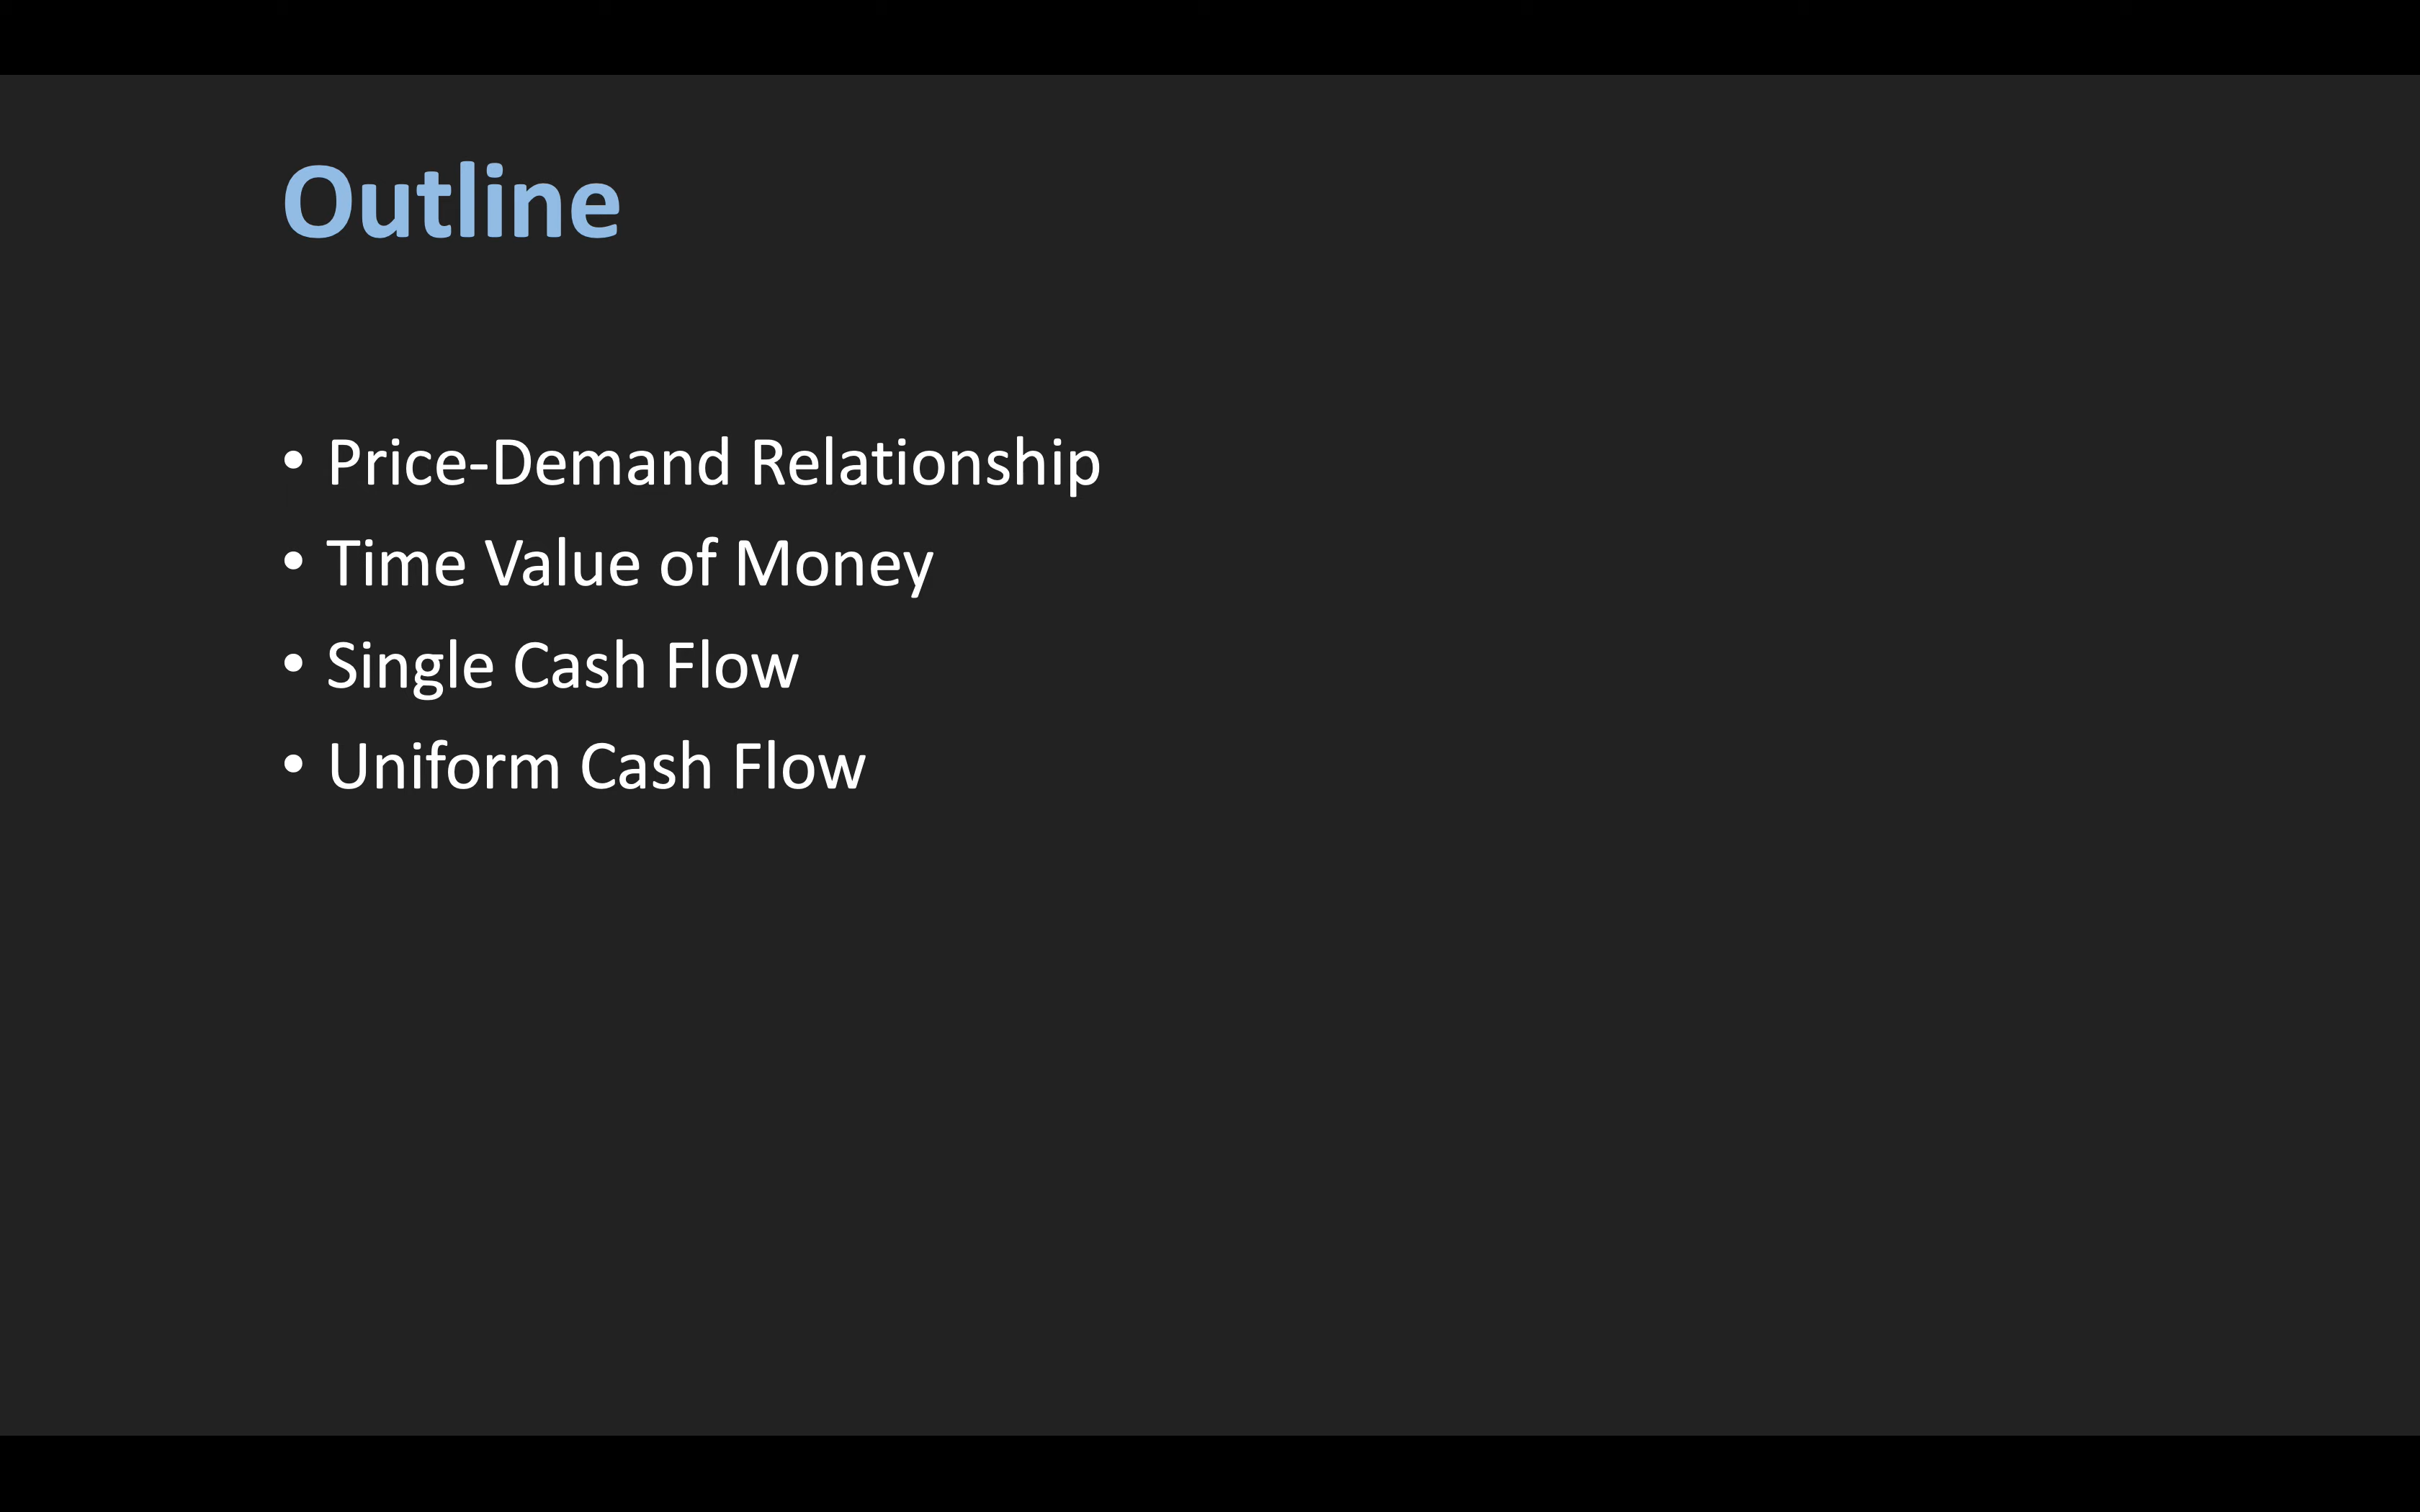 Outline
• Price-Demand Relationship
• Time Value of Money
• Single Cash Flow
• Uniform Cash Flow